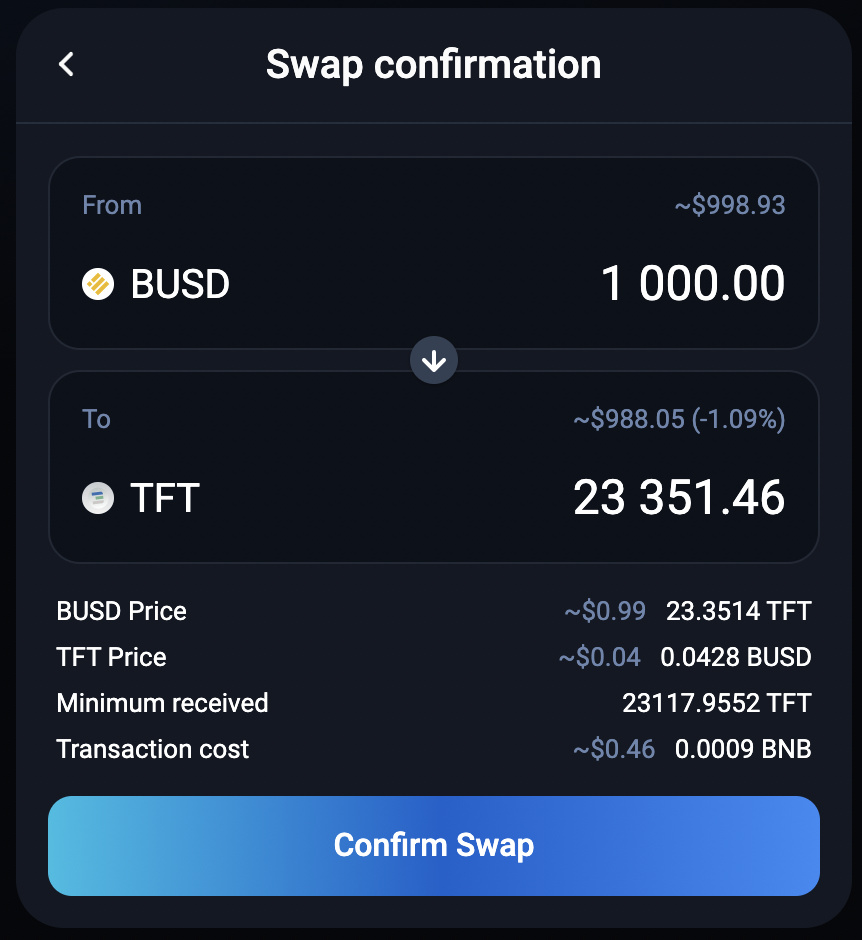 Swap confirmation
From ~$998.93
BUSD 1 000.00
To ~$988.05 (-1.09%)
TFT 23 351.46
BUSD Price ~$0.99 23.3514 TFT
TFT Price ~$0.04 0.0428 BUSD
Minimum received 23117.9552 TFT
Transaction cost ~$0.46 0.0009 BNB
Confirm Swap